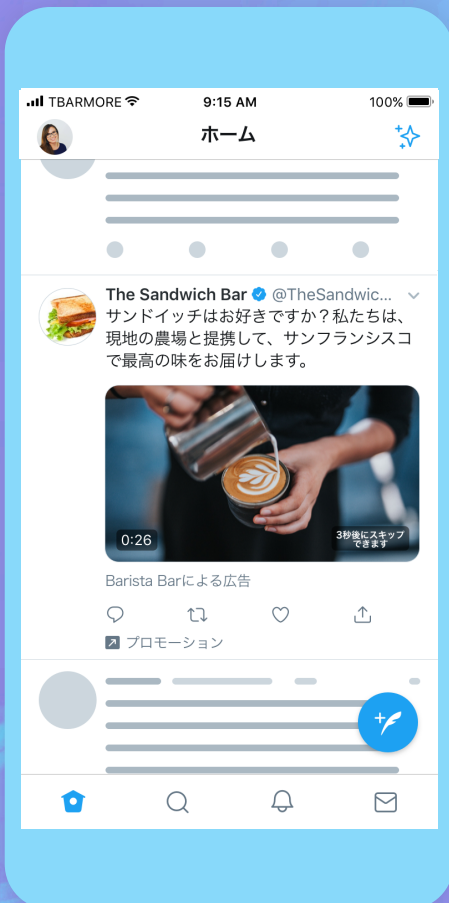 TBARMORE
9:15 AM
100%
ホーム
The Sandwich Bar @TheSandwic...
サンドイッチはお好きですか？私たちは、
現地の農場と提携して、サンフランシスコ
で最高の味をお届けします。
0:26
3秒後にスキップ
できます
Barista Barによる広告
プロモーション